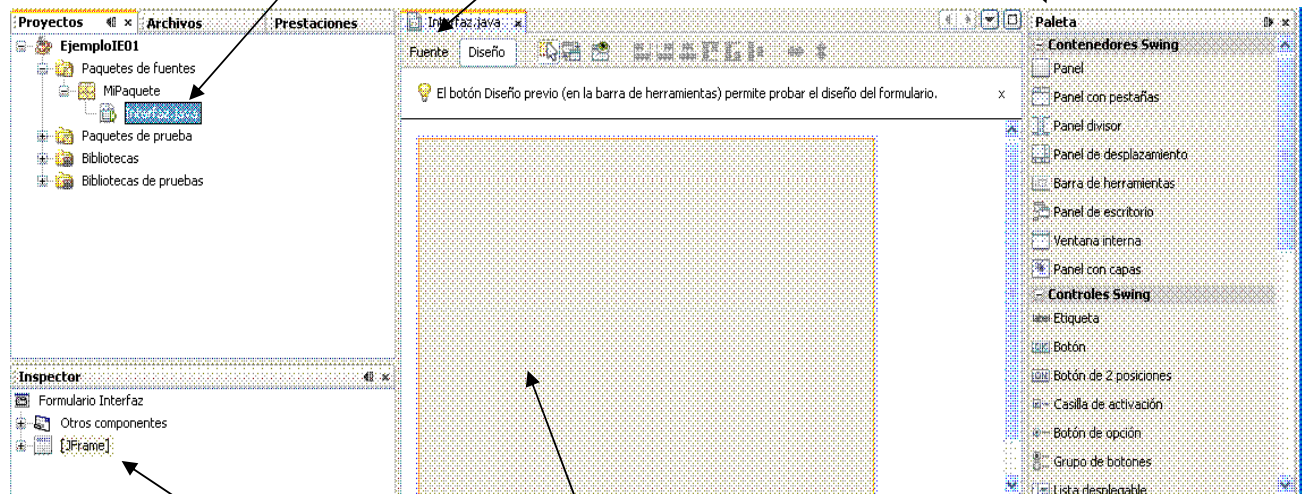 Proyectos
Archivos
Prestaciones
EjemploIE01
Paquetes de fuentes
MiPaquete
Interfaz.java
Paquetes de prueba
Bibliotecas
Bibliotecas de pruebas
Inspector
Formulario Interfaz
Otros componentes
[JFrame]
Interfaz.java
Fuente
Diseño
El botón Diseño previo (en la barra de herramientas) permite probar el diseño del formulario.
Paleta
Contenedores Swing
Panel
Panel con pestañas
Panel divisor
Panel de desplazamiento
Barra de herramientas
Panel de escritorio
Ventana interna
Panel con capas
Controles Swing
label Etiqueta
OK Botón
ON Botón de 2 posiciones
Casilla de activación
Botón de opción
Grupo de botones
Lista desplegable